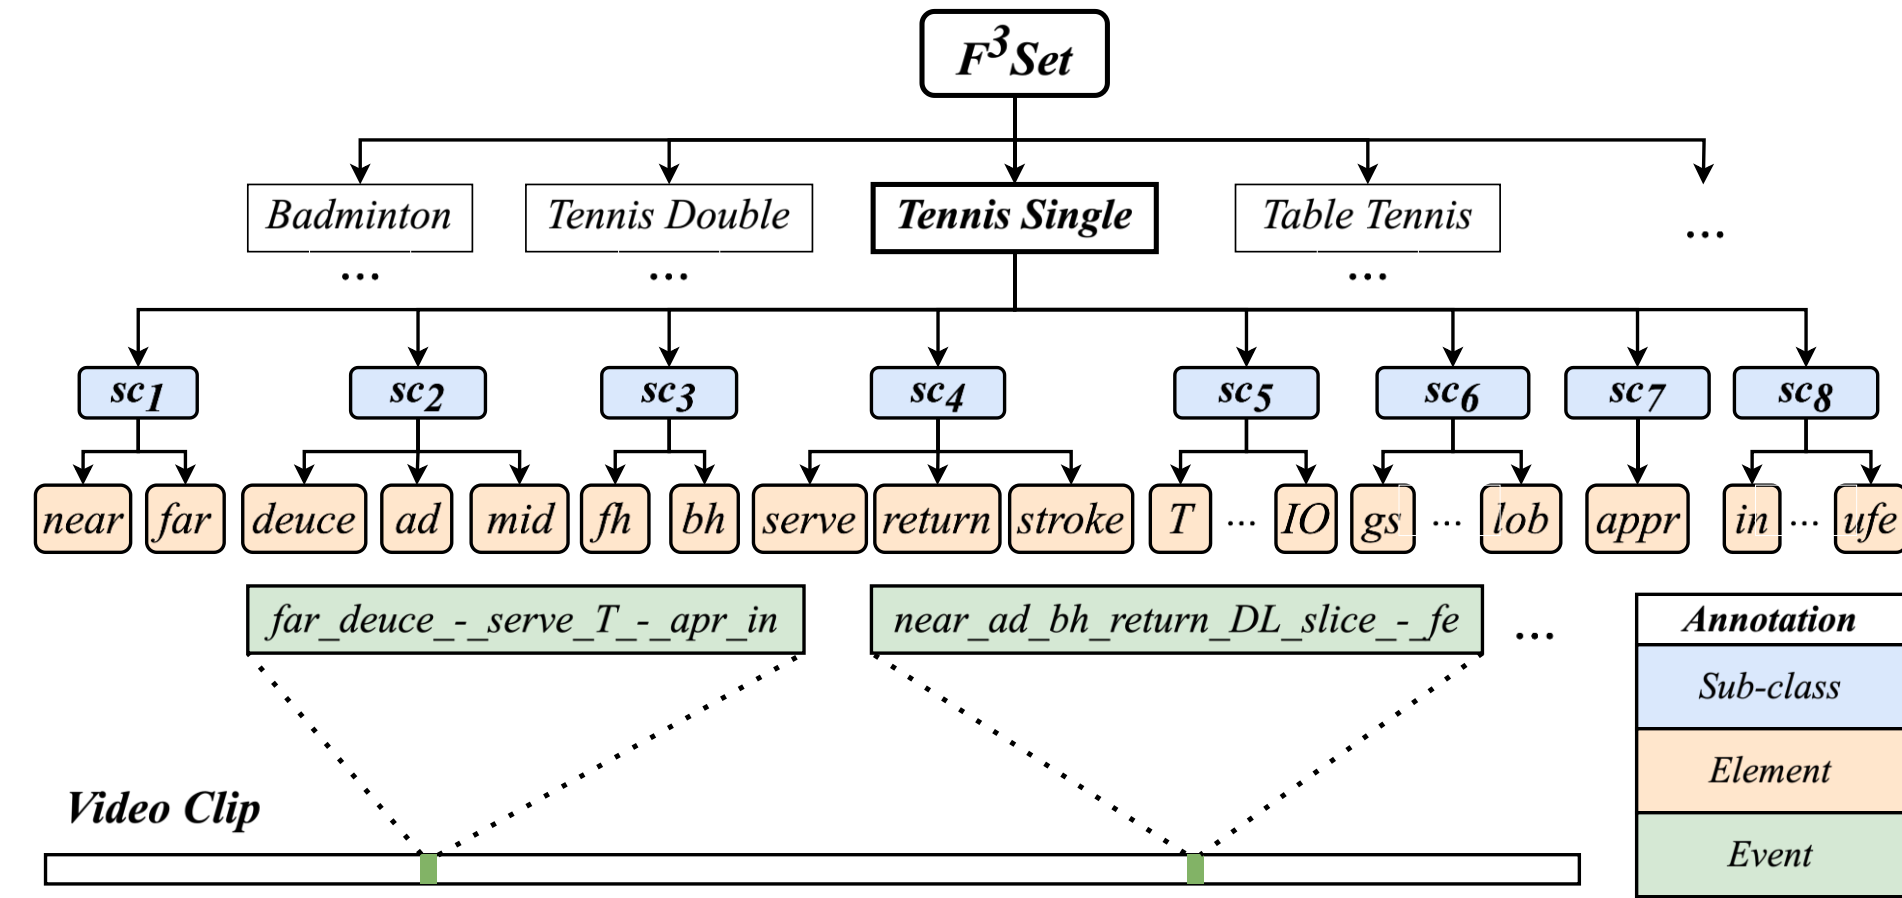 F³Set
Badminton
Tennis Double
Tennis Single
Table Tennis
...
...
...
...
sc1
sc2
sc3
sc4
sc5
sc6
sc7
sc8
near
far
deuce
ad
mid
fh
bh
serve
return
stroke
T
...
IO
gs
...
lob
appr
in
...
ufe
far_deuce_-_serve_T_-_apr_in
near_ad_bh_return_DL_slice_-_fe
...
Annotation
Sub-class
Element
Event
Video Clip